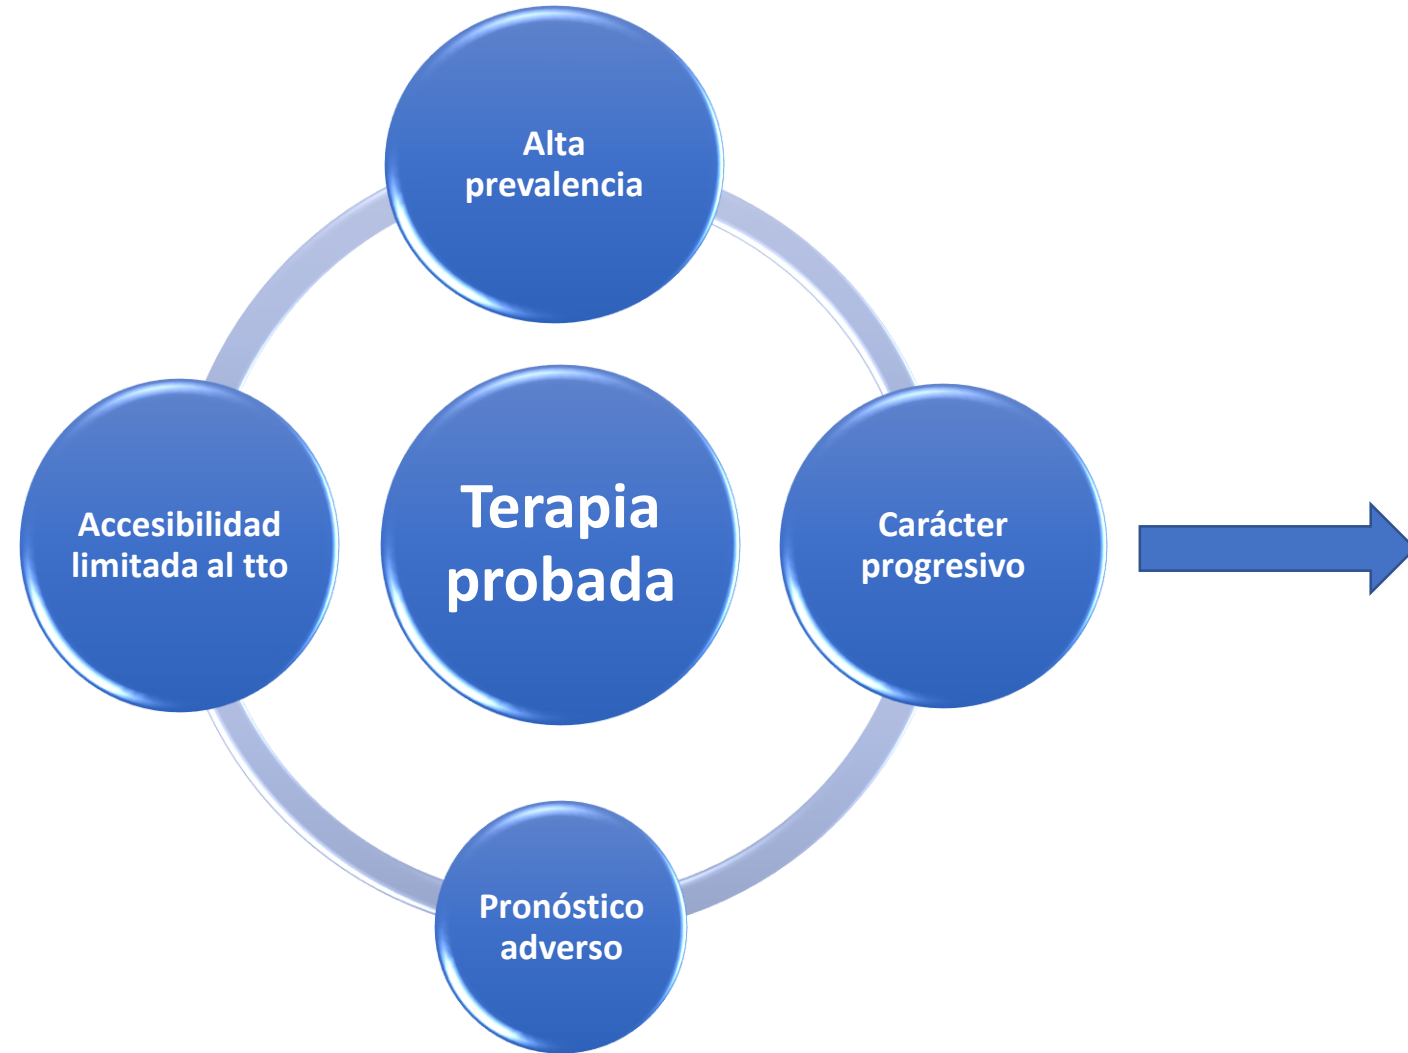 Alta
prevalencia
Accesibilidad
limitada al tto
Terapia
probada
Carácter
progresivo
Pronóstico
adverso